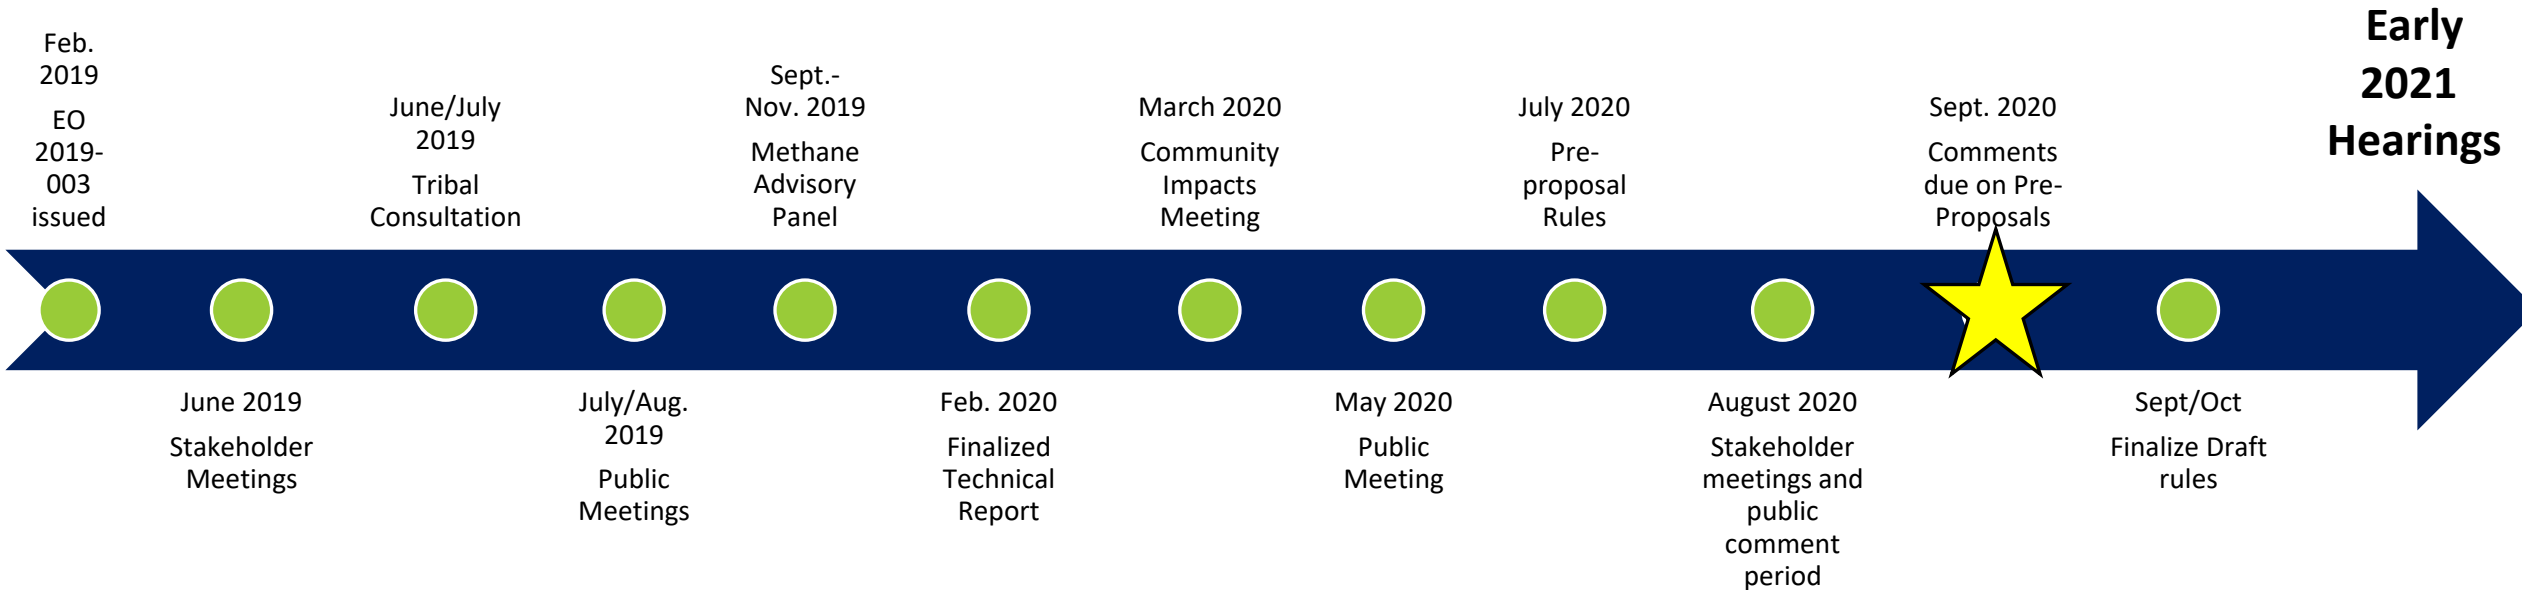 Feb.
2019
EO
2019-
003
issued
June 2019
Stakeholder
Meetings
June/July
2019
Tribal
Consultation
July/Aug.
2019
Public
Meetings
Sept.-
Nov. 2019
Methane
Advisory
Panel
Feb. 2020
Finalized
Technical
Report
March 2020
Community
Impacts
Meeting
May 2020
Public
Meeting
July 2020
Pre-
proposal
Rules
August 2020
Stakeholder
meetings and
public
comment
period
Sept. 2020
Comments
due on Pre-
Proposals
Sept/Oct
Finalize Draft
rules
Early
2021
Hearings